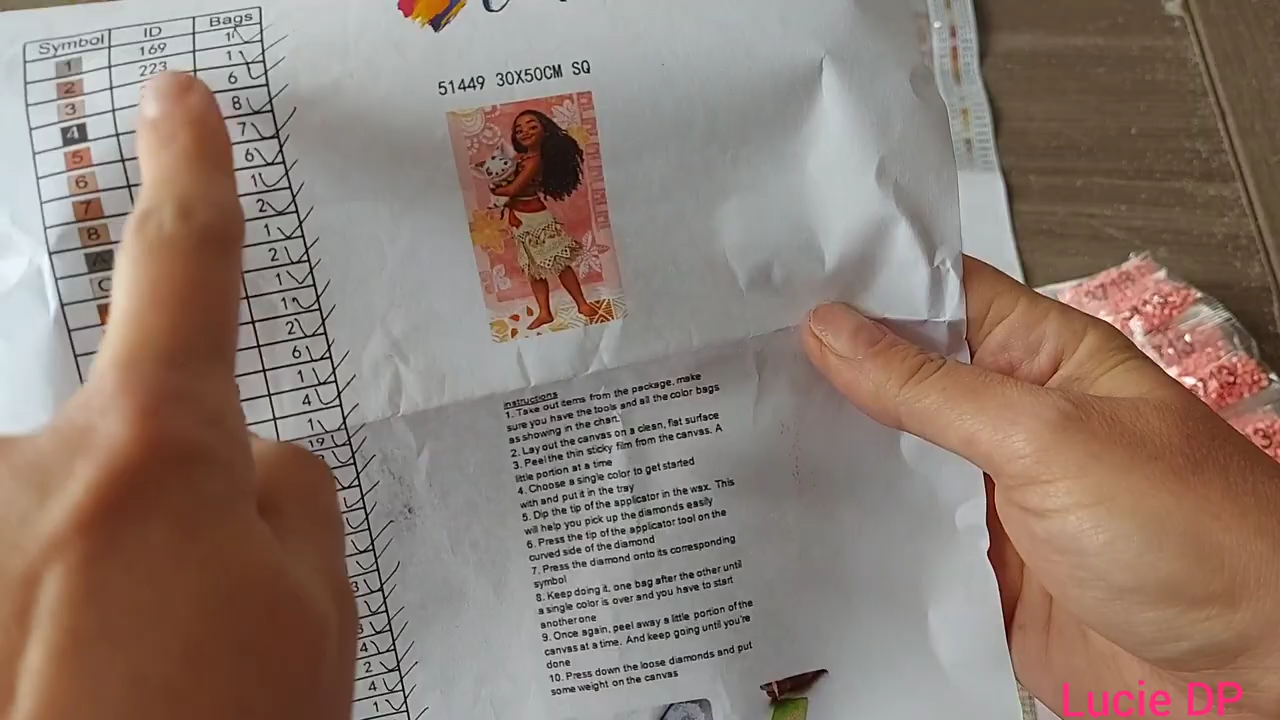 Symbol ID Bags
1 169 1
2 223 1
3 6
4 8
5 7
6 6
7 1
8 2
A 1
C 2
1
1
2
6
1
4
1
19
3
4
2
4
1
51449 30X50CM SQ
instructions
1. Take out items from the package, make
sure you have the tools and all the color bags
as showing in the chart.
2. Lay out the canvas on a clean, flat surface
3. Peel the thin sticky film from the canvas. A
little portion at a time
4. Choose a single color to get started
with and put it in the tray
5. Dip the tip of the applicator in the wax. This
will help you pick up the diamonds easily
6. Press the tip of the applicator tool on the
curved side of the diamond
7. Press the diamond onto its corresponding
symbol
8. Keep doing it, one bag after the other until
a single color is over and you have to start
another one
9. Once again, peel away a little portion of the
canvas at a time. And keep going until you're
done
10. Press down the loose diamonds and put
some weight on the canvas
Lucie DP